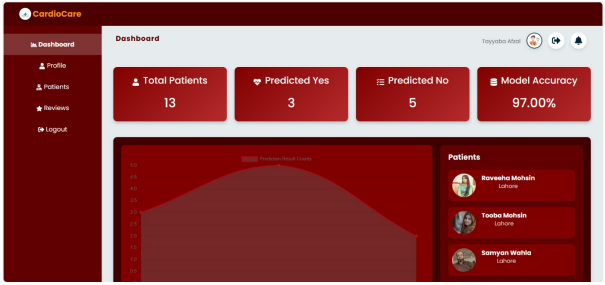 CardioCare
Dashboard
Profile
Patients
Reviews
Logout
Dashboard
Tayyaba Afzal
Total Patients
13
Predicted Yes
3
Predicted No
5
Model Accuracy
97.00%
Prediction Result Counts
5.0
4.5
4.0
3.5
3.0
2.5
2.0
1.5
1.0
0.5
Patients
Raveeha Mohsin
Lahore
Tooba Mohsin
Lahore
Samyan Wahla
Lahore